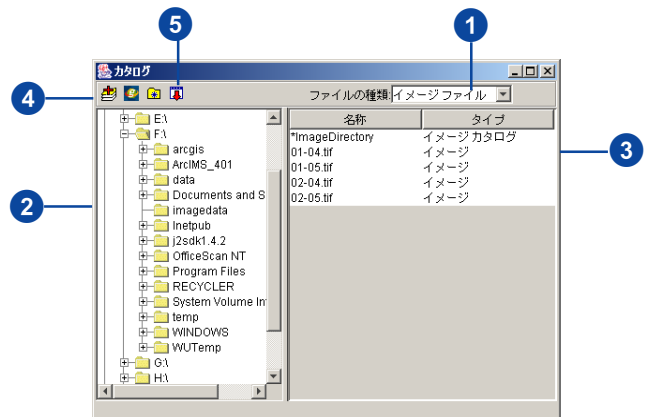 5
1
カタログ
4
ファイルの種類: イメージ ファイル
E:\
F:\
arcgis
ArcIMS_401
data
Documents and S
imagedata
Inetpub
j2sdk1.4.2
OfficeScan NT
Program Files
RECYCLER
System Volume In
temp
WINDOWS
WUTemp
G:\
H:\
2
名称 タイプ
*ImageDirectory イメージ カタログ
01-04.tif イメージ
01-05.tif イメージ
02-04.tif イメージ
02-05.tif イメージ
3